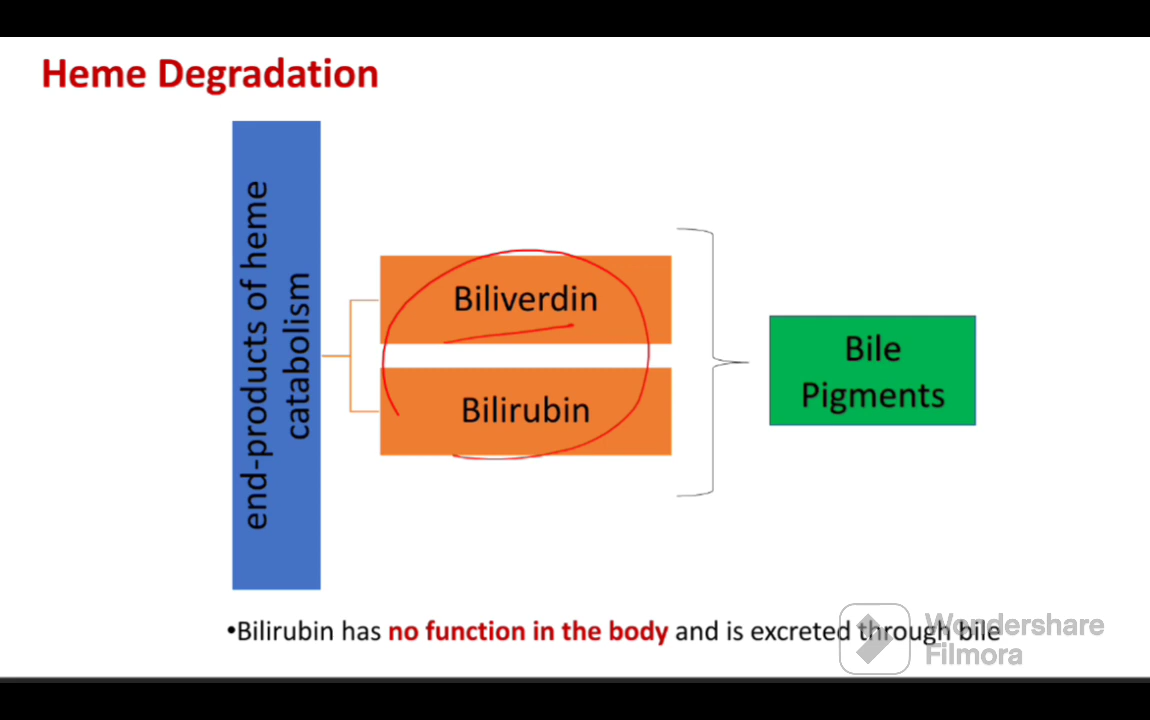 Heme Degradation
end-products of heme
catabolism
Biliverdin
Bilirubin
Bile
Pigments
•Bilirubin has no function in the body and is excreted through bile
Wondershare
Filmora